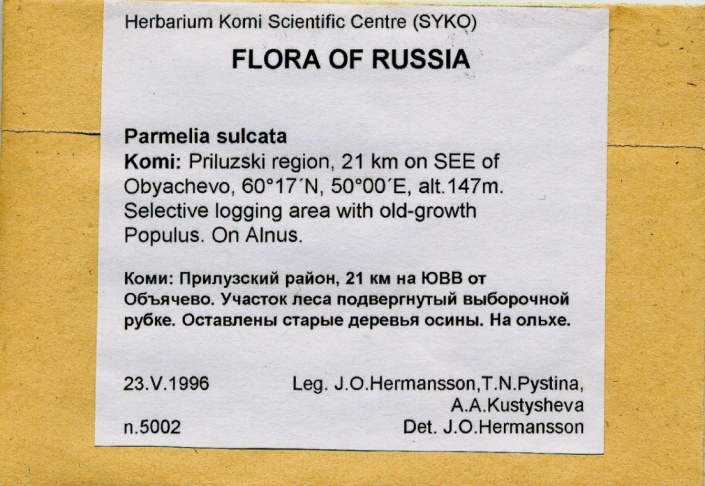 Herbarium Komi Scientific Centre (SYKO)
FLORA OF RUSSIA
Parmelia sulcata
Komi: Priluzski region, 21 km on SEE of
Obyachevo, 60°17´N, 50°00´E, alt.147m.
Selective logging area with old-growth
Populus. On Alnus.
Коми: Прилузский район, 21 км на ЮВВ от
Объячево. Участок леса подвергнутый выборочной
рубке. Оставлены старые деревья осины. На ольхе.
23.V.1996 Leg. J.O.Hermansson,T.N.Pystina,
A.A.Kustysheva
n.5002 Det. J.O.Hermansson